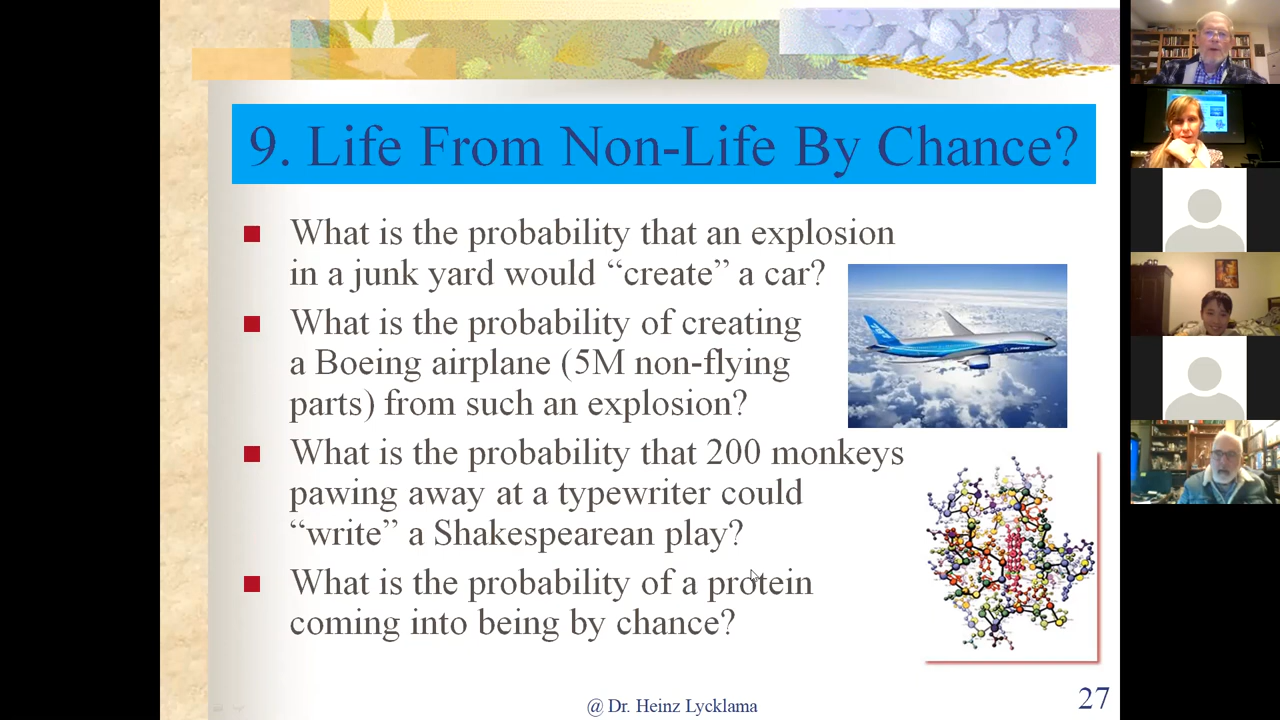 9. Life From Non-Life By Chance?
What is the probability that an explosion
in a junk yard would “create” a car?
What is the probability of creating
a Boeing airplane (5M non-flying
parts) from such an explosion?
What is the probability that 200 monkeys
pawing away at a typewriter could
“write” a Shakespearean play?
What is the probability of a protein
coming into being by chance?
@ Dr. Heinz Lycklama
27